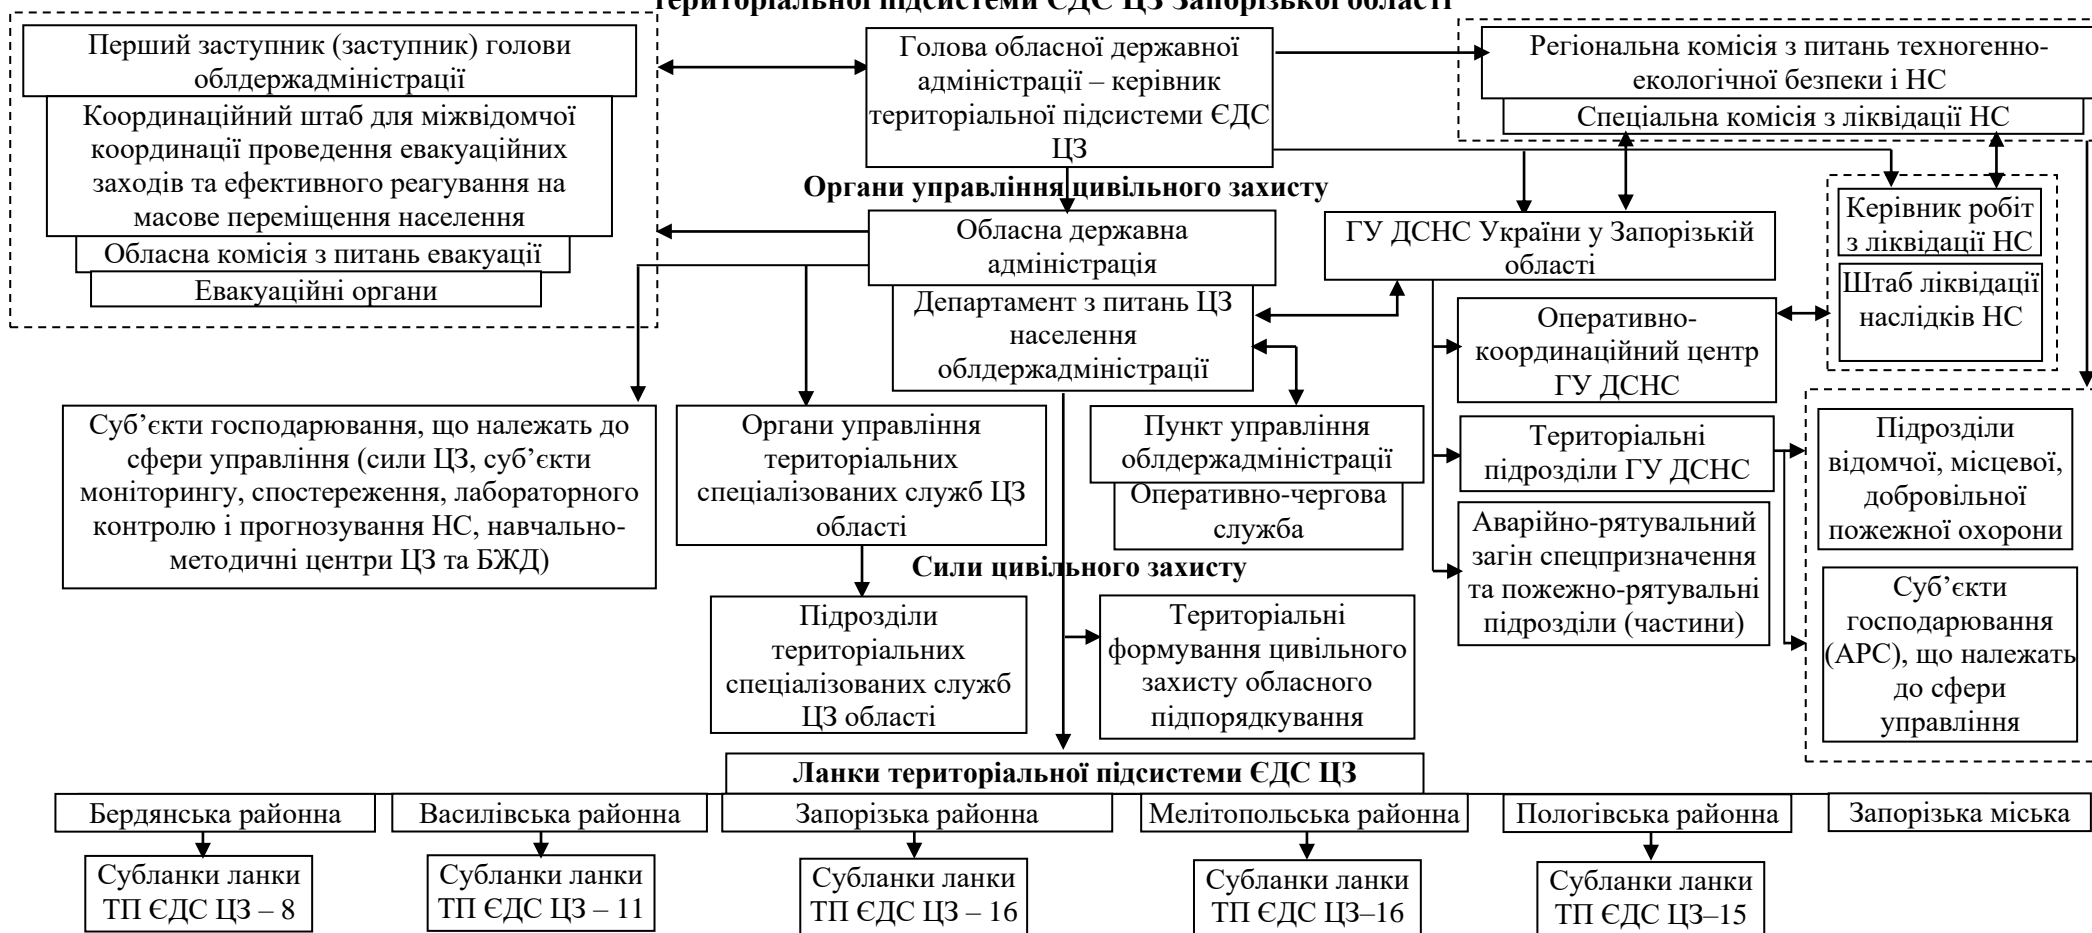 територіальної підсистеми ЄДС ЦЗ Запорізької області
Перший заступник (заступник) голови
облдержадміністрації
Координаційний штаб для міжвідомчої
координації проведення евакуаційних
заходів та ефективного реагування на
масове переміщення населення
Обласна комісія з питань евакуації
Евакуаційні органи
Голова обласної державної
адміністрації – керівник
територіальної підсистеми ЄДС
ЦЗ
Регіональна комісія з питань техногенно-
екологічної безпеки і НС
Спеціальна комісія з ліквідації НС
Органи управління цивільного захисту
Обласна державна
адміністрація
Департамент з питань ЦЗ
населення
облдержадміністрації
ГУ ДСНС України у Запорізькій
області
Керівник робіт
з ліквідації НС
Штаб ліквідації
наслідків НС
Оперативно-
координаційний центр
ГУ ДСНС
Суб’єкти господарювання, що належать до
сфери управління (сили ЦЗ, суб’єкти
моніторингу, спостереження, лабораторного
контролю і прогнозування НС, навчально-
методичні центри ЦЗ та БЖД)
Органи управління
територіальних
спеціалізованих служб ЦЗ
області
Пункт управління
облдержадміністрації
Оперативно-чергова
служба
Територіальні
підрозділи ГУ ДСНС
Аварійно-рятувальний
загін спецпризначення
та пожежно-рятувальні
підрозділи (частини)
Підрозділи
відомчої, місцевої,
добровільної
пожежної охорони
Суб’єкти
господарювання
(АРС), що належать
до сфери
управління
Сили цивільного захисту
Підрозділи
територіальних
спеціалізованих служб
ЦЗ області
Територіальні
формування цивільного
захисту обласного
підпорядкування
Ланки територіальної підсистеми ЄДС ЦЗ
Бердянська районна
Василівська районна
Запорізька районна
Мелітопольська районна
Пологівська районна
Запорізька міська
Субланки ланки
ТП ЄДС ЦЗ – 8
Субланки ланки
ТП ЄДС ЦЗ – 11
Субланки ланки
ТП ЄДС ЦЗ – 16
Субланки ланки
ТП ЄДС ЦЗ–16
Субланки ланки
ТП ЄДС ЦЗ–15